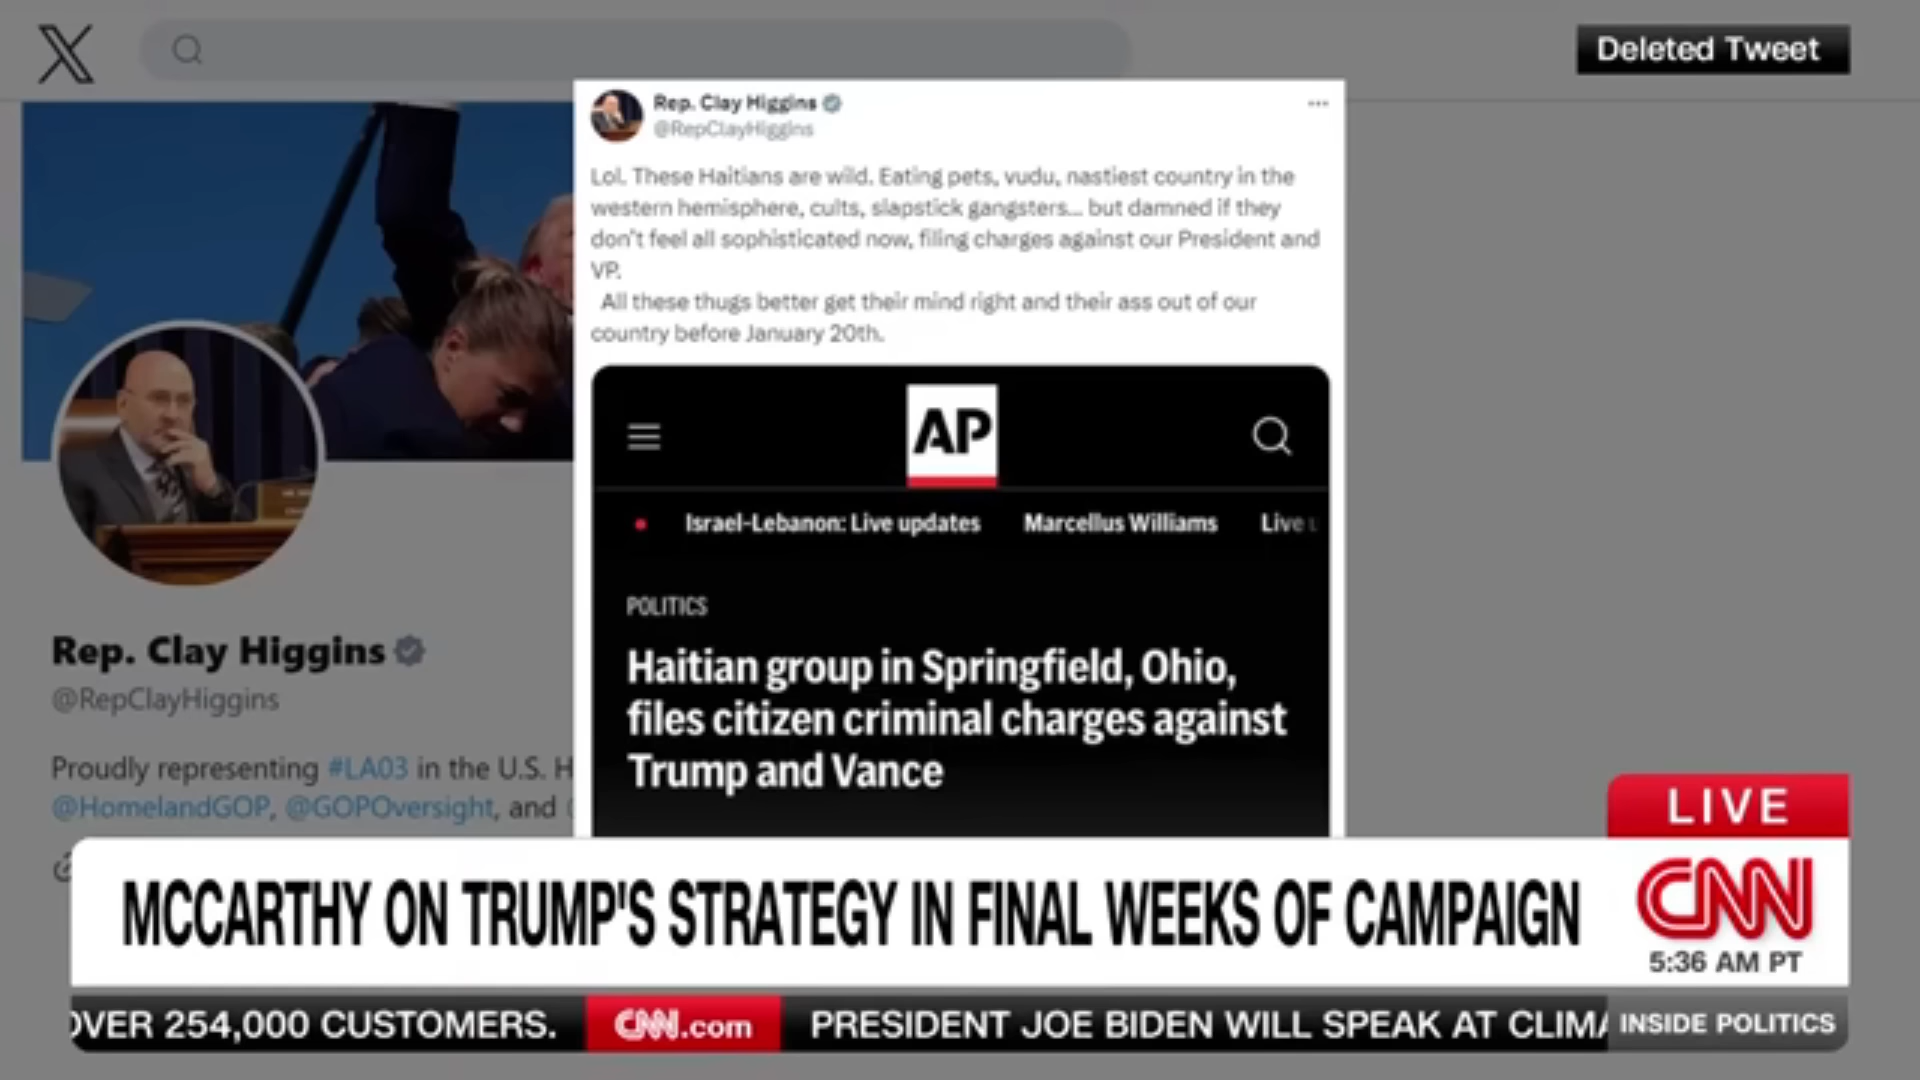 Deleted Tweet
Rep. Clay Higgins
@RepClayHiggins
Lol. These Haitians are wild. Eating pets, vudu, nastiest country in the
western hemisphere, cults, slapstick gangsters... but damned if they
don't feel all sophisticated now, filing charges against our President and
VP.
All these thugs better get their mind right and their ass out of our
country before January 20th.
AP
Israel-Lebanon: Live updates Marcellus Williams Live
POLITICS
Haitian group in Springfield, Ohio,
files citizen criminal charges against
Trump and Vance
Rep. Clay Higgins
@RepClayHiggins
Proudly representing #LA03 in the U.S. H
@HomelandGOP, @GOPOversight, and
LIVE
MCCARTHY ON TRUMP'S STRATEGY IN FINAL WEEKS OF CAMPAIGN
CNN
5:36 AM PT
OVER 254,000 CUSTOMERS. CNN.com PRESIDENT JOE BIDEN WILL SPEAK AT CLIMA
INSIDE POLITICS